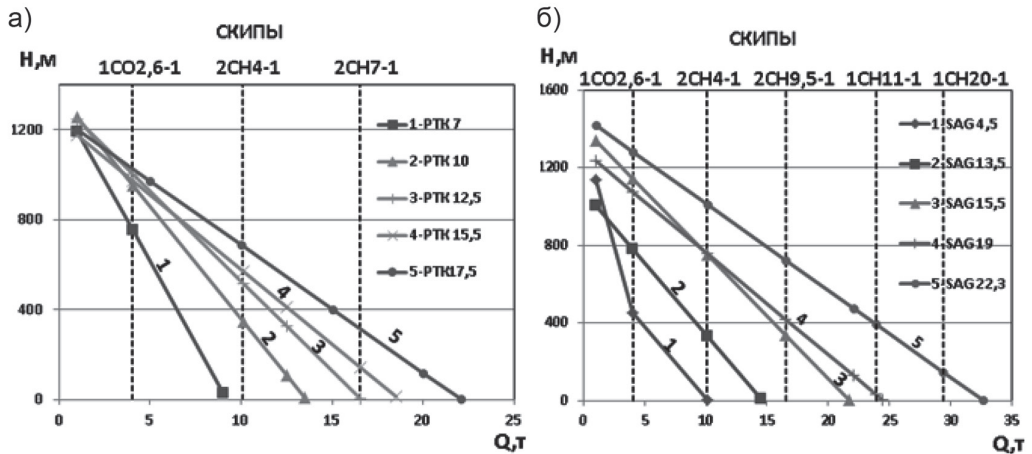 а)
СКИПЫ
Н,м
1СО2,6-1 2СН4-1 2СН7-1
1200
800
400
0
0 5 10 15 20 25
Q,т
1-РТК 7
2-РТК 10
3-РТК 12,5
4-РТК 15,5
5-РТК17,5
1
2
3
4
5
б)
СКИПЫ
Н,м
1СО2,6-1 2СН4-1 2СН9,5-1 1СН11-1 1СН20-1
1600
1200
800
400
0
0 5 10 15 20 25 30 35
Q,т
1-SAG4,5
2-SAG13,5
3-SAG15,5
4-SAG19
5-SAG22,3
1
2
3
4
5